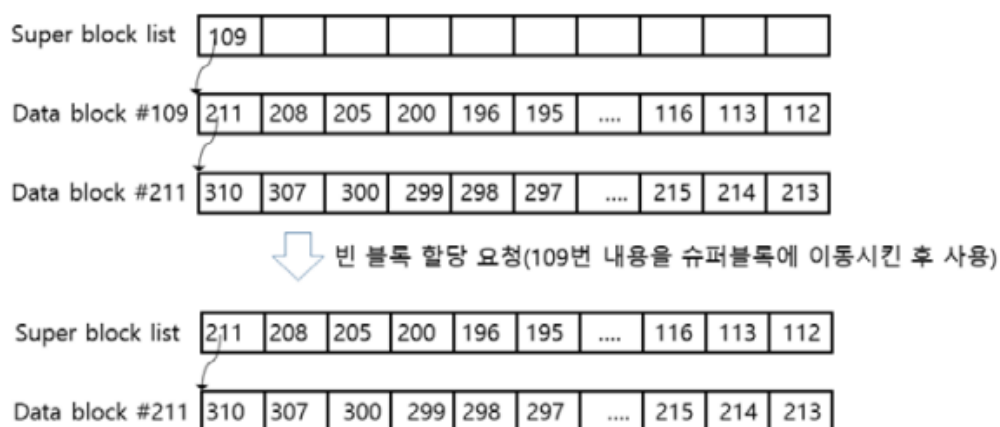 Super block list 109
Data block #109 211 208 205 200 196 195 .... 116 113 112
Data block #211 310 307 300 299 298 297 .... 215 214 213
빈 블록 할당 요청(109번 내용을 슈퍼블록에 이동시킨 후 사용)
Super block list 211 208 205 200 196 195 .... 116 113 112
Data block #211 310 307 300 299 298 297 .... 215 214 213